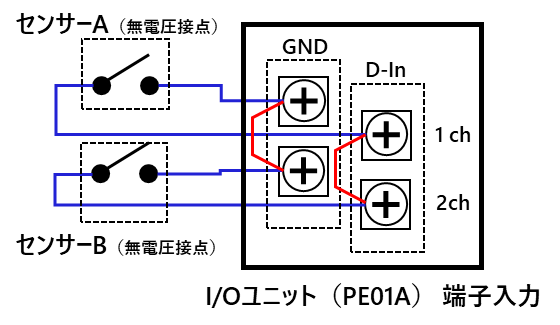 センサーA（無電圧接点）
GND
D-In
1 ch
2ch
センサーB（無電圧接点）
I/Oユニット（PE01A） 端子入力